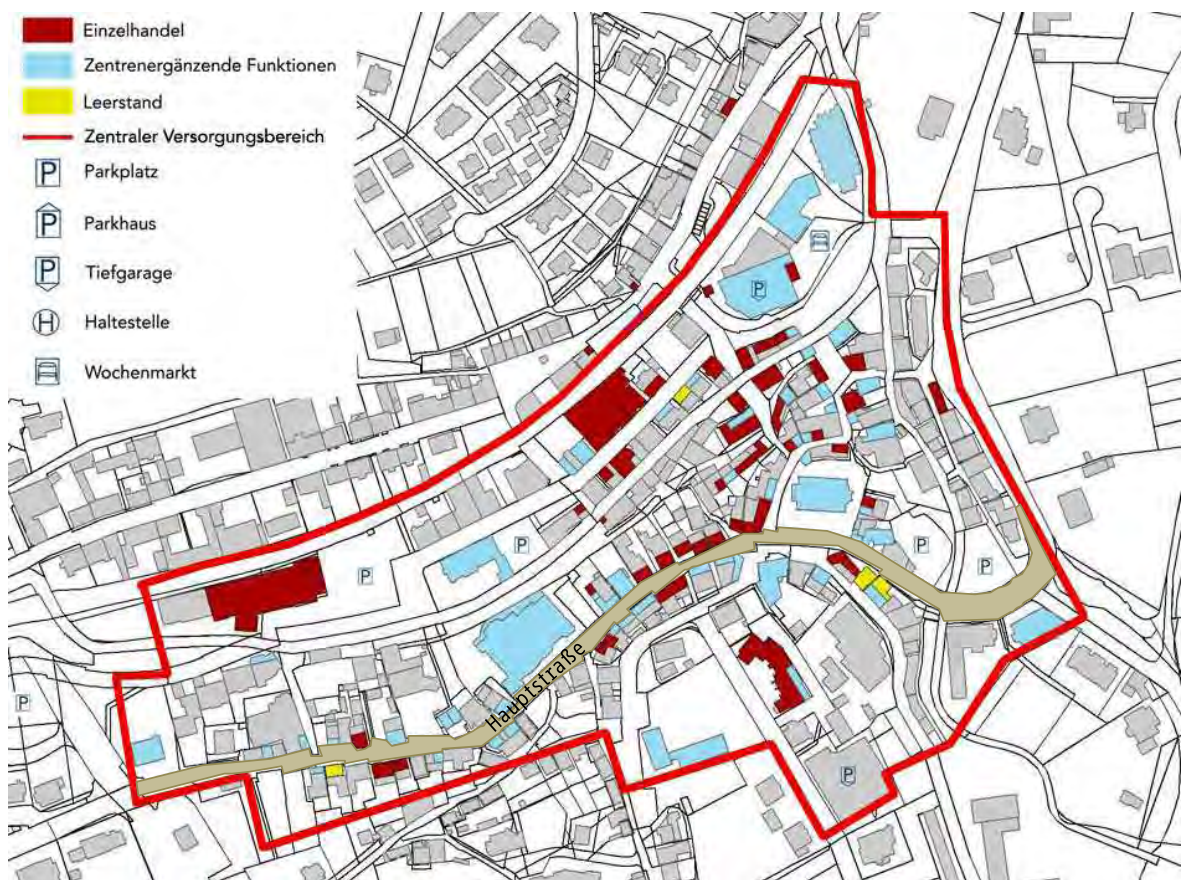 Einzelhandel
Zentrenergänzende Funktionen
Leerstand
Zentraler Versorgungsbereich
P Parkplatz
P Parkhaus
P Tiefgarage
H Haltestelle
Wochenmarkt
P
P
P
P
P
P
Hauptstraße
P
P